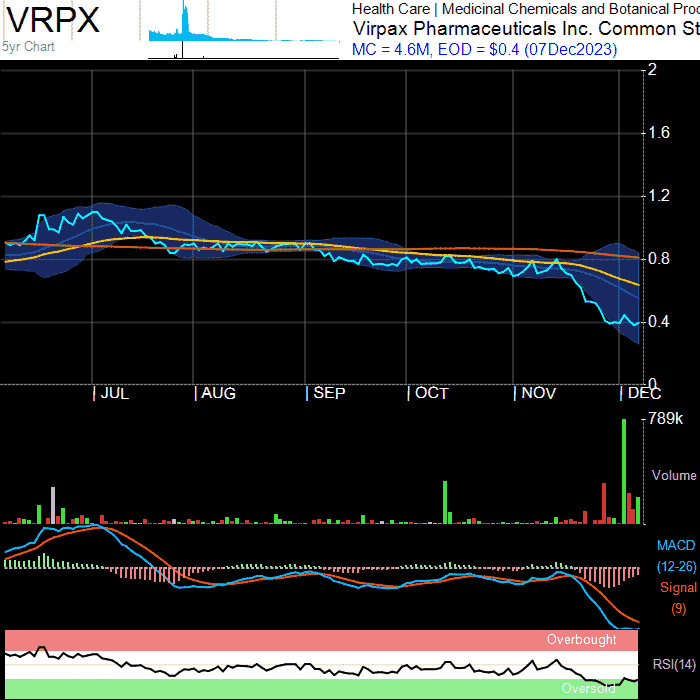 VRPX
5yr Chart
Health Care | Medicinal Chemicals and Botanical Proc
Virpax Pharmaceuticals Inc. Common St
MC = 4.6M, EOD = $0.4 (07Dec2023)
2
1.6
1.2
0.8
0.4
0
| JUL | AUG | SEP | OCT | NOV | DEC
789k
Volume
MACD
(12-26)
Signal
(9)
Overbought
RSI(14)
Oversold